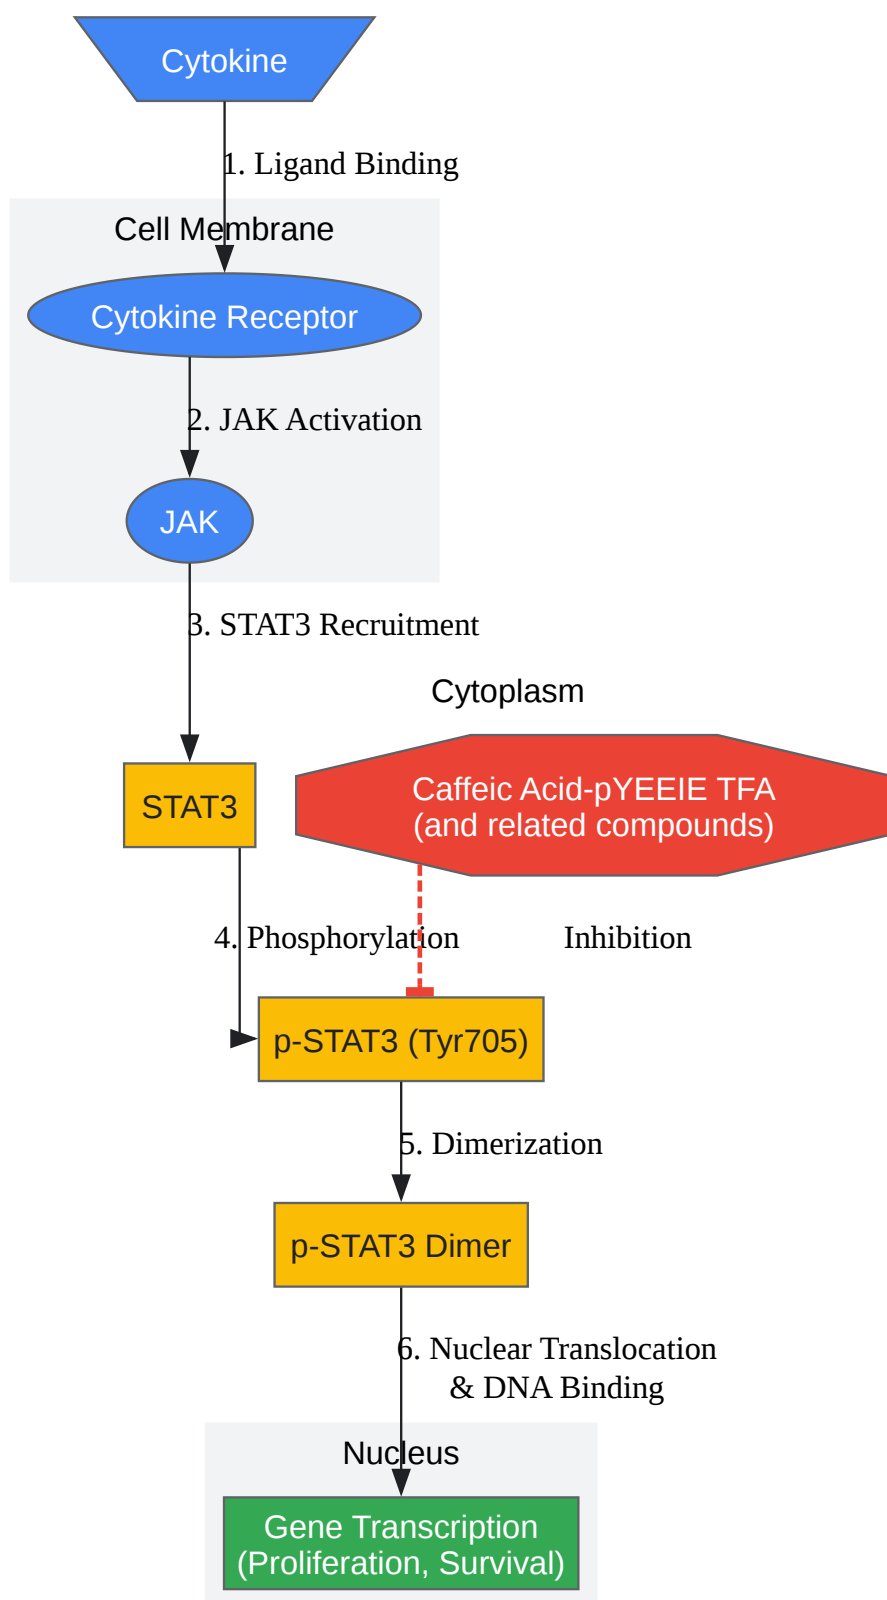 Cytokine
1. Ligand Binding
Cell Membrane
Cytokine Receptor
2. JAK Activation
JAK
3. STAT3 Recruitment
Cytoplasm
Caffeic Acid-pYEEIE TFA
(and related compounds)
STAT3
4. Phosphorylation
Inhibition
p-STAT3 (Tyr705)
5. Dimerization
p-STAT3 Dimer
6. Nuclear Translocation
& DNA Binding
Nucleus
Gene Transcription
(Proliferation, Survival)